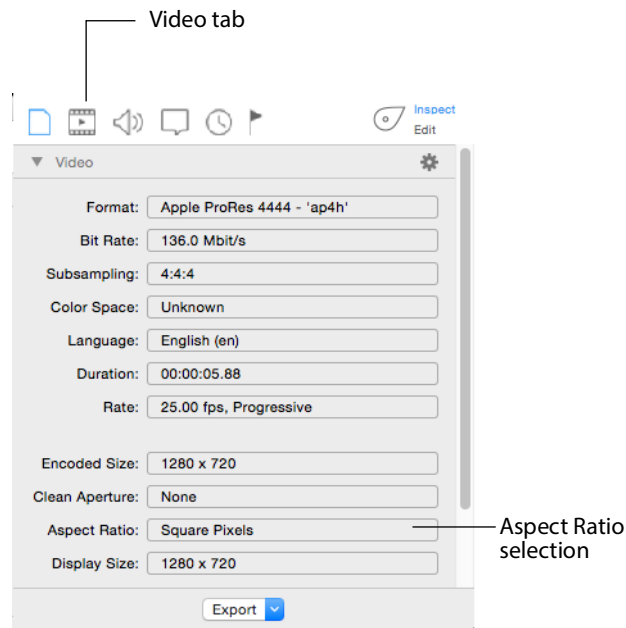 Video tab
Inspect
Edit
Video
Format: Apple ProRes 4444 - 'ap4h'
Bit Rate: 136.0 Mbit/s
Subsampling: 4:4:4
Color Space: Unknown
Language: English (en)
Duration: 00:00:05.88
Rate: 25.00 fps, Progressive
Encoded Size: 1280 x 720
Clean Aperture: None
Aspect Ratio: Square Pixels
Aspect Ratio
selection
Display Size: 1280 x 720
Export